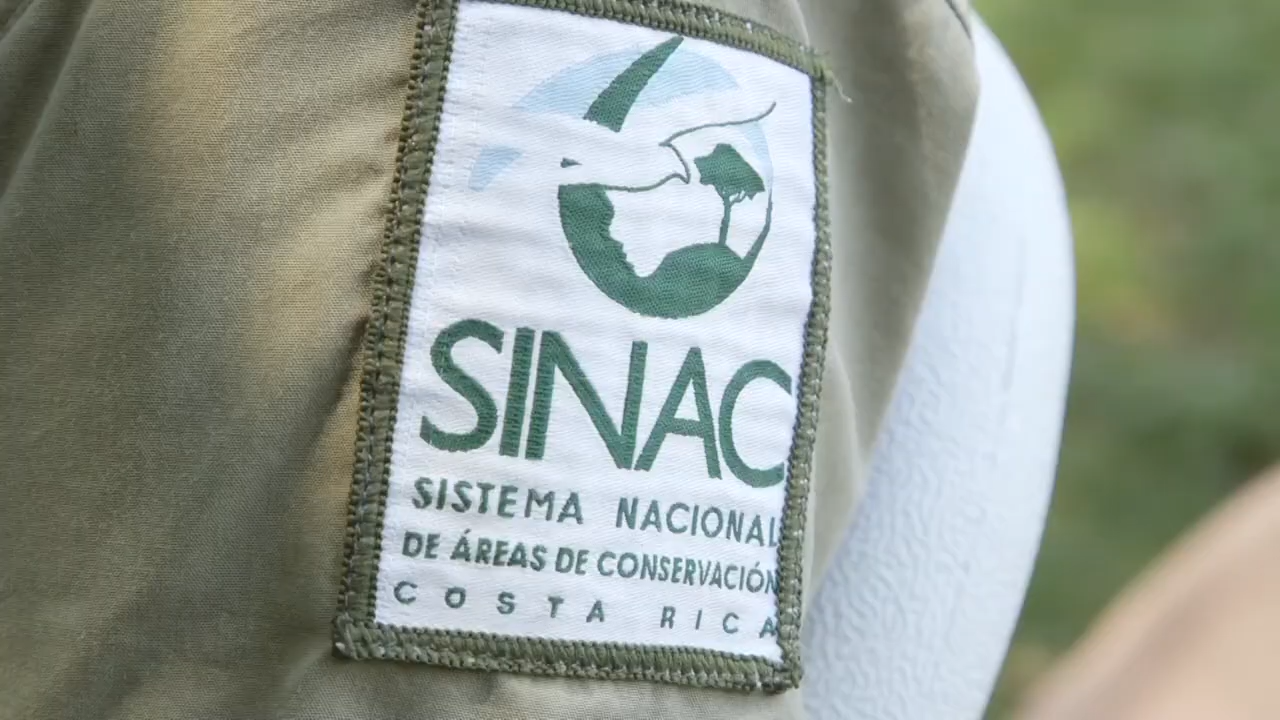 SINAC
SISTEMA NACIONAL
DE ÁREAS DE CONSERVACIÓN
COSTA RICA